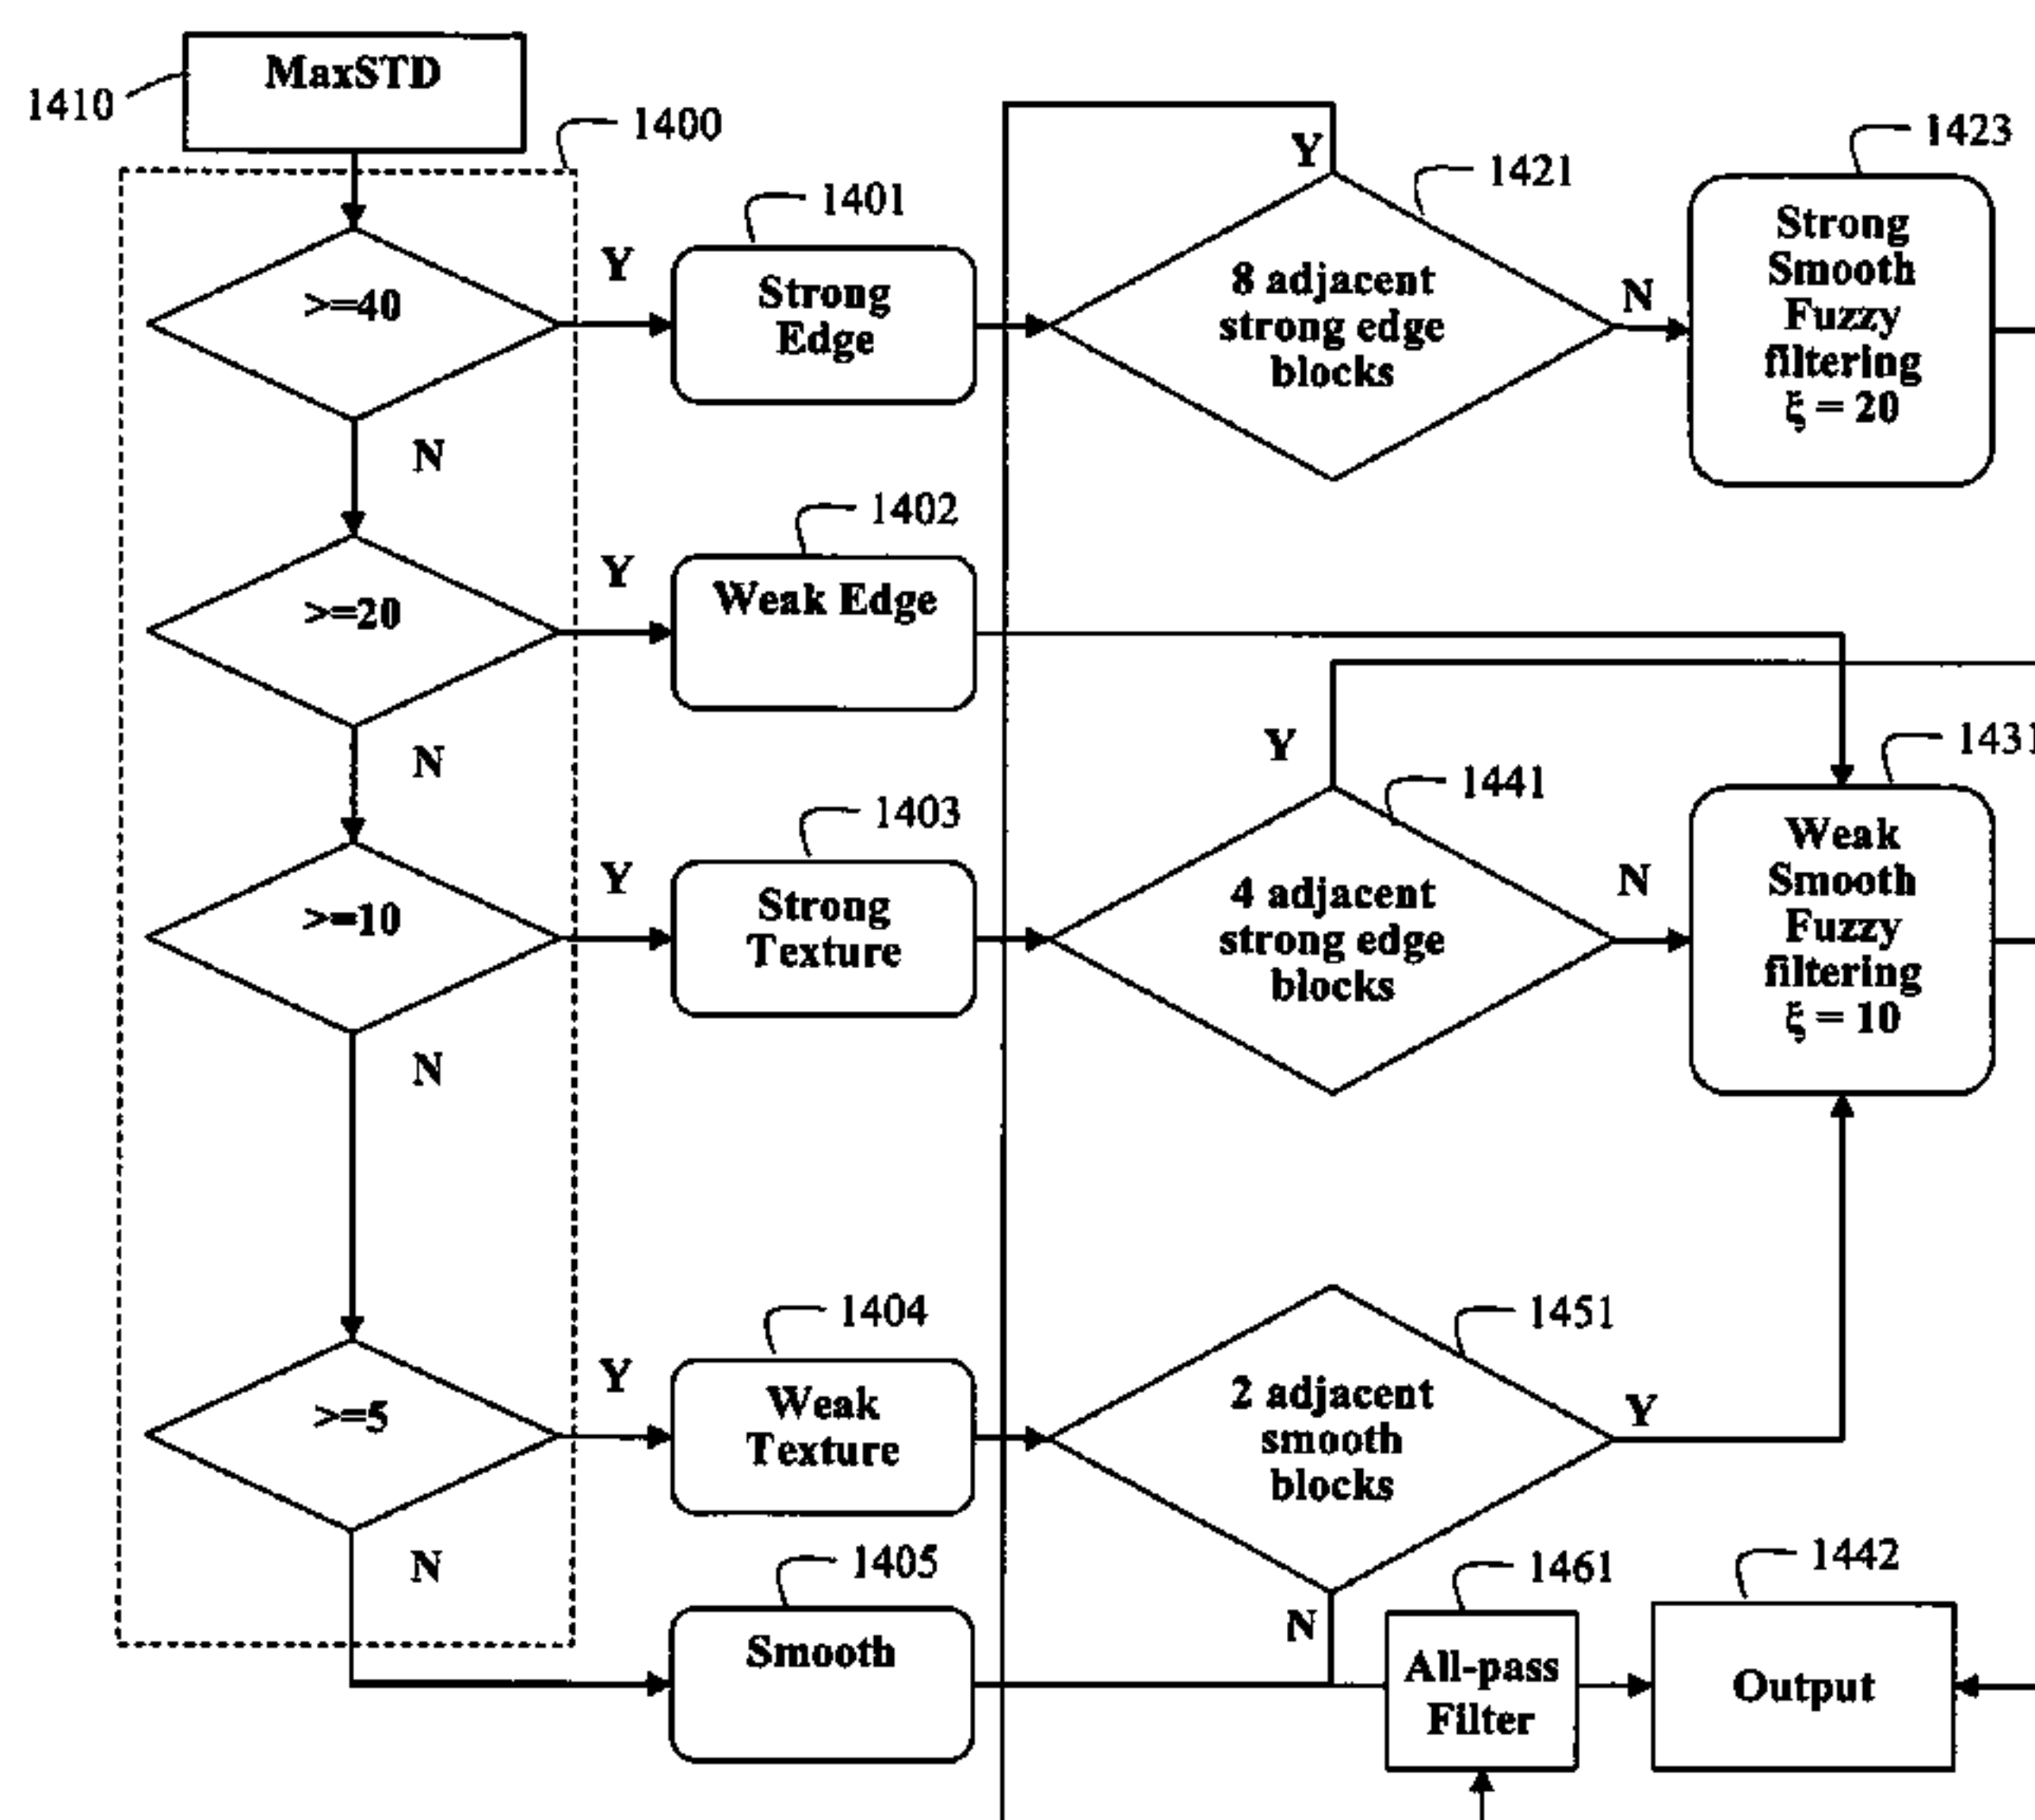 MaxSTD
1410
1400
>=40
Y
N
1401
Strong
Edge
Y
1421
8 adjacent
strong edge
blocks
N
1423
Strong
Smooth
Fuzzy
filtering
ξ = 20
>=20
Y
N
1402
Weak Edge
>=10
Y
N
1403
Strong
Texture
Y
1441
4 adjacent
strong edge
blocks
N
1431
Weak
Smooth
Fuzzy
filtering
ξ = 10
>=5
Y
N
1404
Weak
Texture
1451
2 adjacent
smooth
blocks
Y
N
1405
Smooth
1461
All-pass
Filter
1442
Output